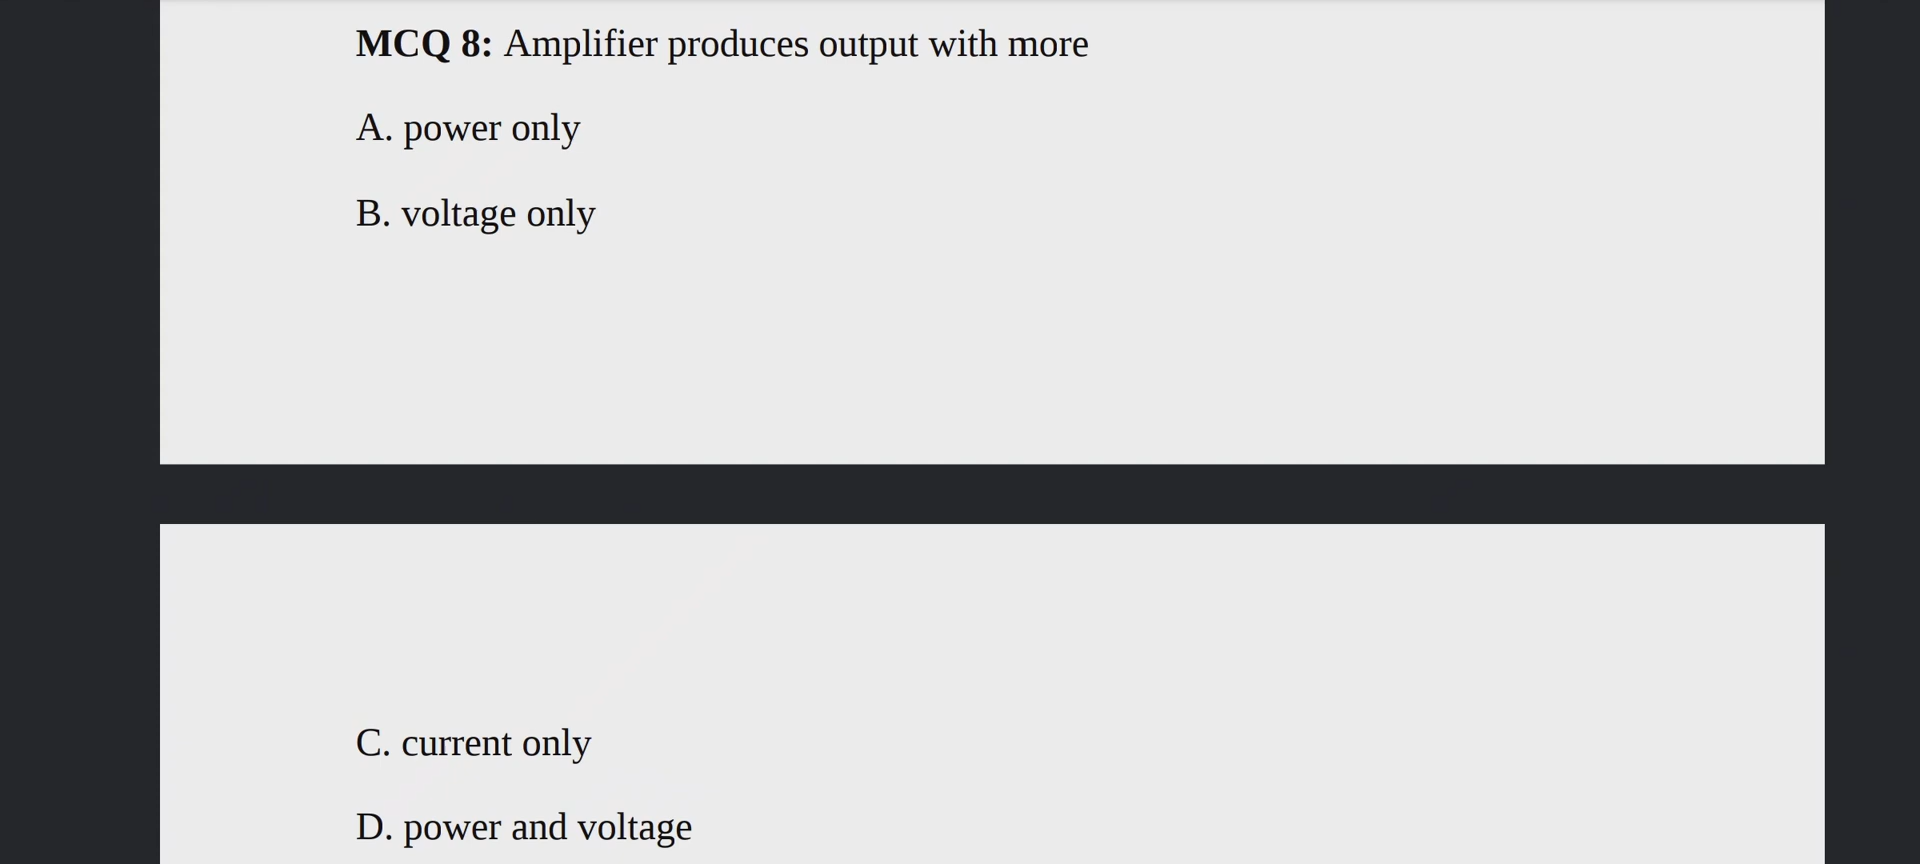 MCQ 8: Amplifier produces output with more
A. power only
B. voltage only
C. current only
D. power and voltage